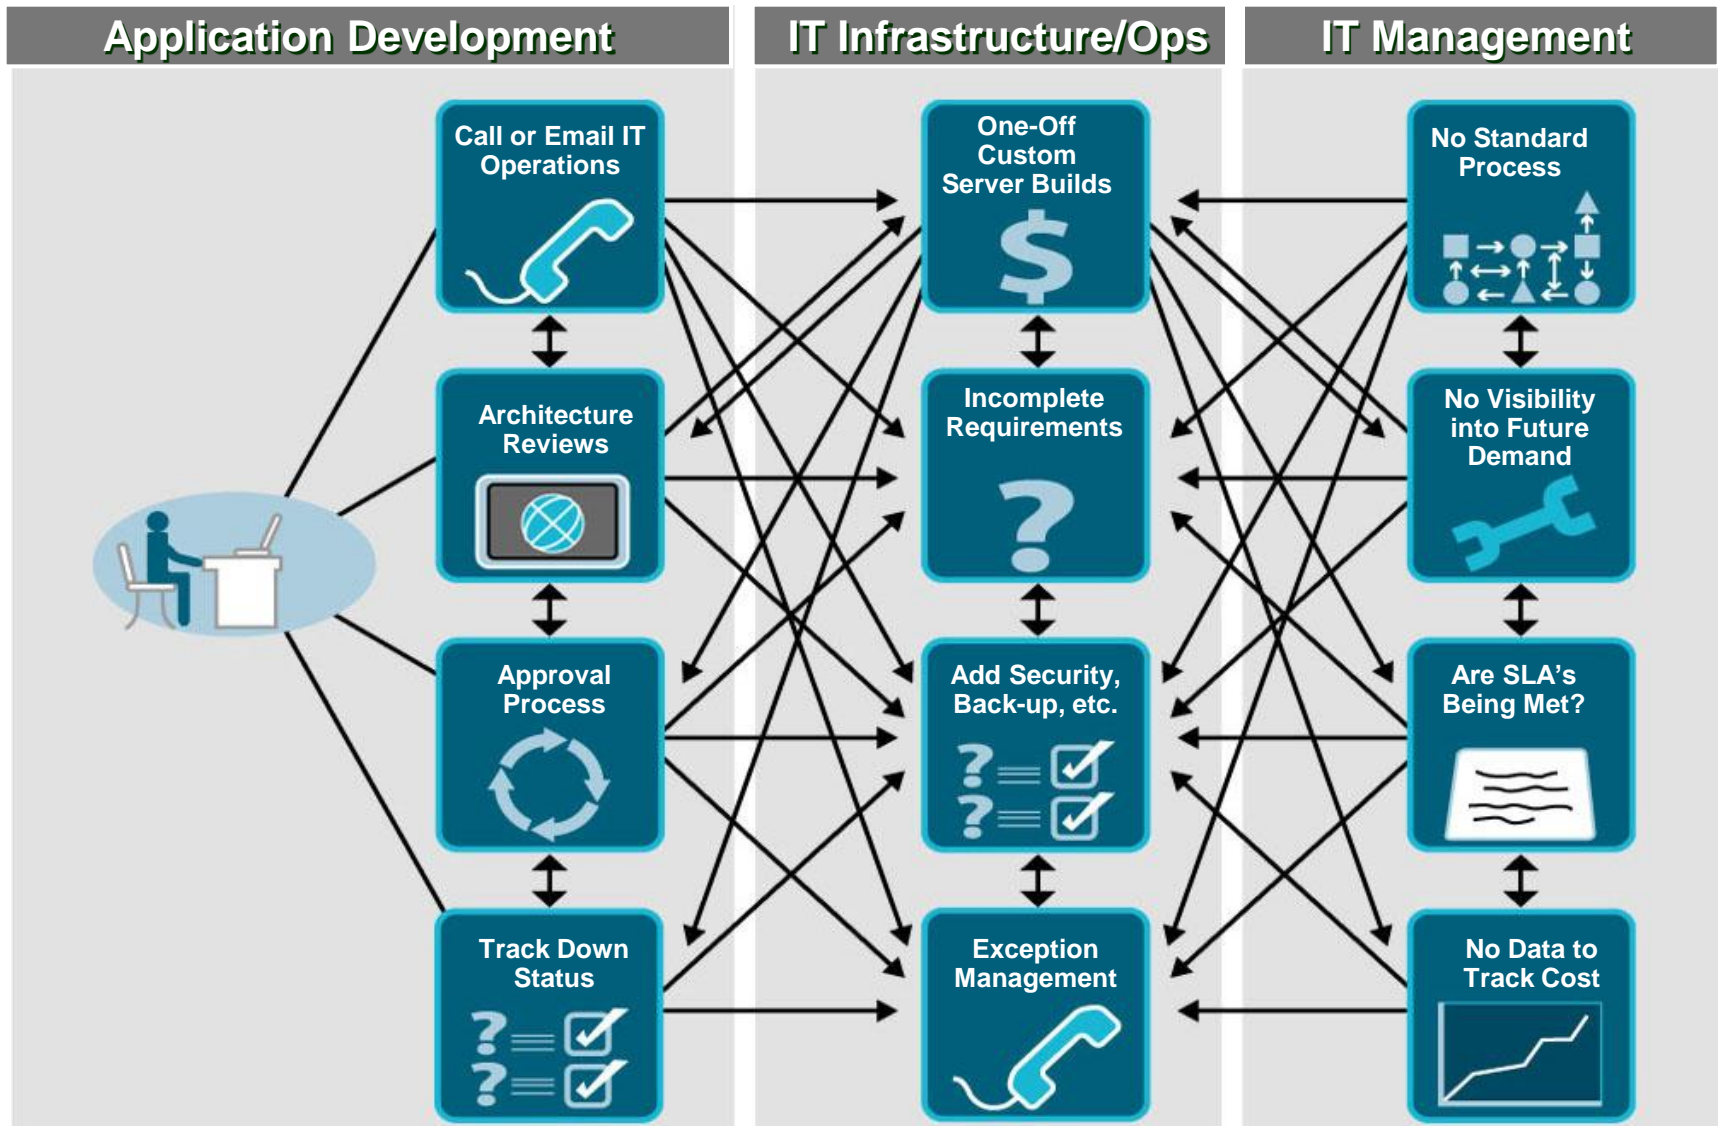 Application Development
IT Infrastructure/Ops
IT Management
Call or Email IT
Operations
One-Off
Custom
Server Builds
$
No Standard
Process
Architecture
Reviews
Incomplete
Requirements
?
No Visibility
into Future
Demand
Approval
Process
Add Security,
Back-up, etc.
?
?
Are SLA's
Being Met?
Track Down
Status
?
?
Exception
Management
No Data to
Track Cost